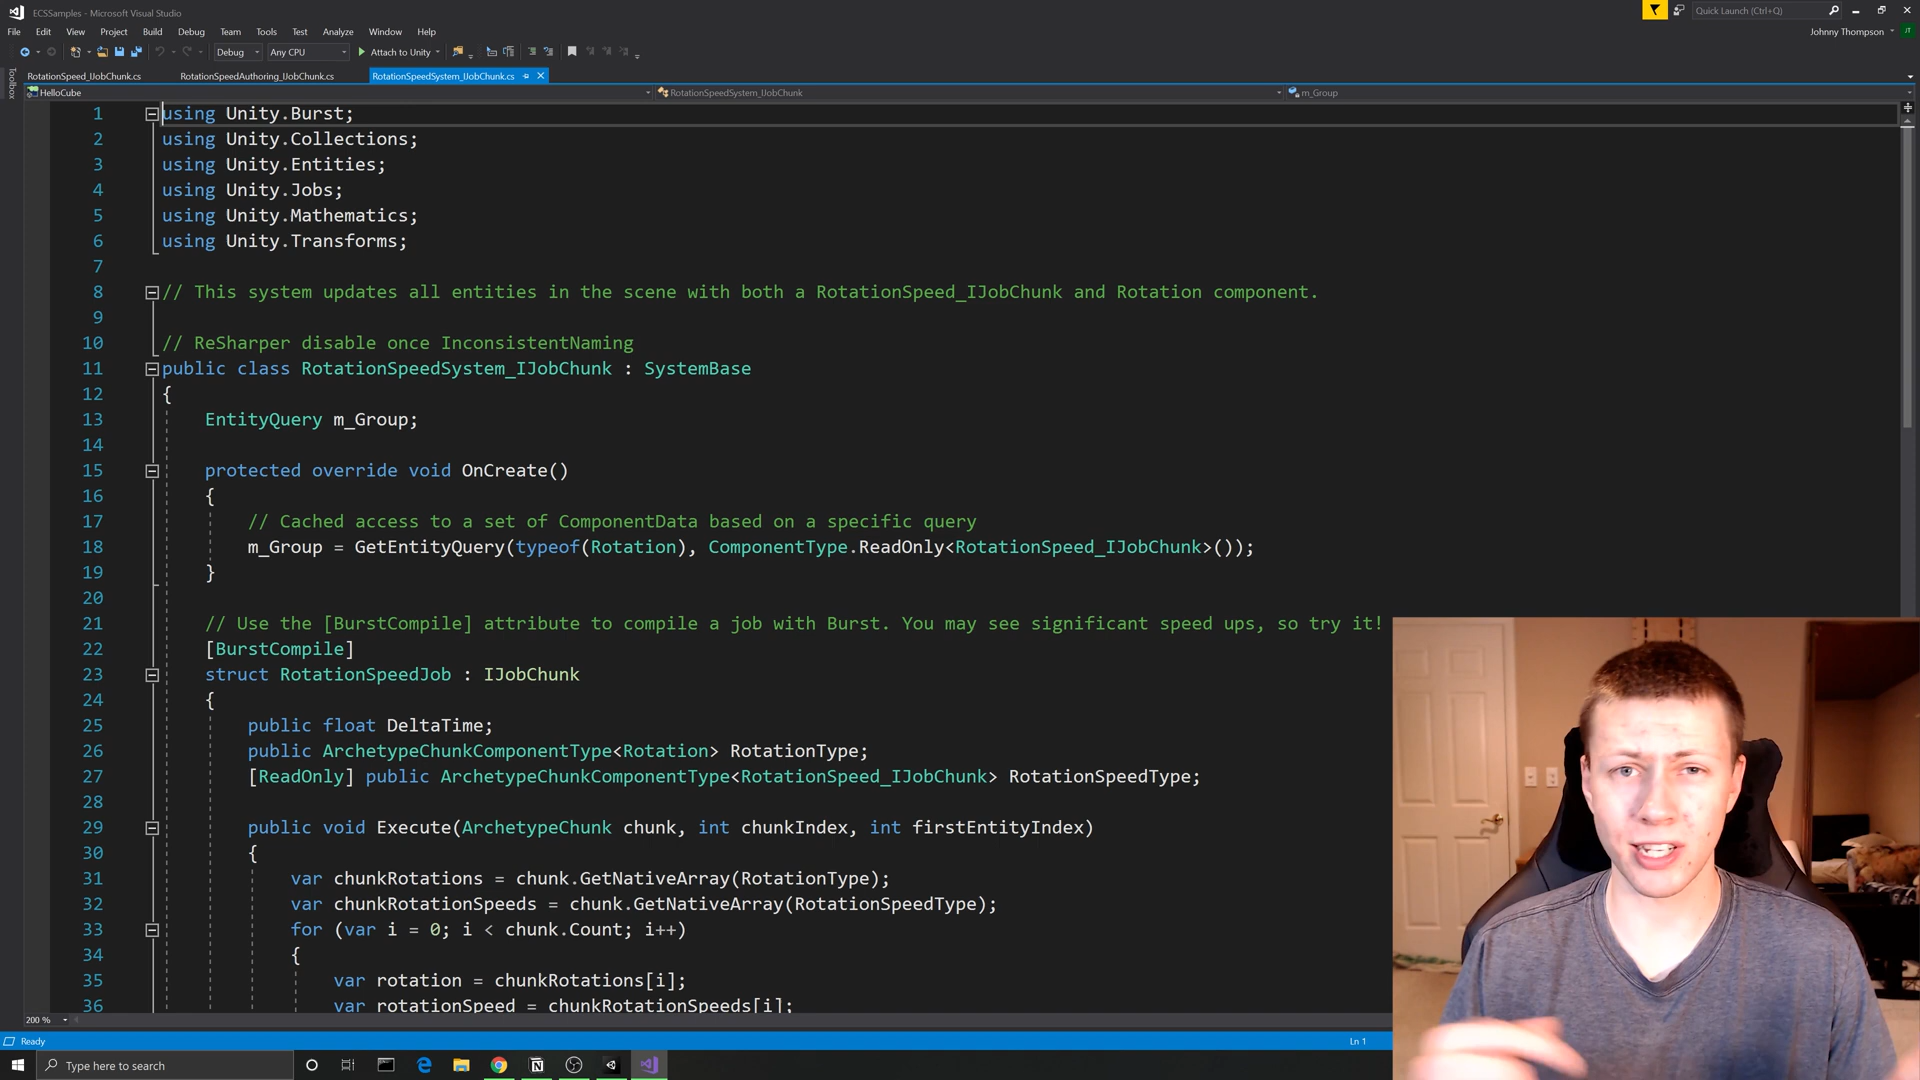 ECSSamples - Microsoft Visual Studio
Quick Launch (Ctrl+Q)
File Edit View Project Build Debug Team Tools Test Analyze Window Help
Johnny Thompson JT
Debug Any CPU Attach to Unity
Toolbox
RotationSpeed_IJobChunk.cs RotationSpeedAuthoring_IJobChunk.cs RotationSpeedSystem_IJobChunk.cs
HelloCube RotationSpeedSystem_IJobChunk m_Group
1 using Unity.Burst;
2 using Unity.Collections;
3 using Unity.Entities;
4 using Unity.Jobs;
5 using Unity.Mathematics;
6 using Unity.Transforms;
7
8 // This system updates all entities in the scene with both a RotationSpeed_IJobChunk and Rotation component.
9
10 // ReSharper disable once InconsistentNaming
11 public class RotationSpeedSystem_IJobChunk : SystemBase
12 {
13 EntityQuery m_Group;
14
15 protected override void OnCreate()
16 {
17 // Cached access to a set of ComponentData based on a specific query
18 m_Group = GetEntityQuery(typeof(Rotation), ComponentType.ReadOnly<RotationSpeed_IJobChunk>());
19 }
20
21 // Use the [BurstCompile] attribute to compile a job with Burst. You may see significant speed ups, so try it!
22 [BurstCompile]
23 struct RotationSpeedJob : IJobChunk
24 {
25 public float DeltaTime;
26 public ArchetypeChunkComponentType<Rotation> RotationType;
27 [ReadOnly] public ArchetypeChunkComponentType<RotationSpeed_IJobChunk> RotationSpeedType;
28
29 public void Execute(ArchetypeChunk chunk, int chunkIndex, int firstEntityIndex)
30 {
31 var chunkRotations = chunk.GetNativeArray(RotationType);
32 var chunkRotationSpeeds = chunk.GetNativeArray(RotationSpeedType);
33 for (var i = 0; i < chunk.Count; i++)
34 {
35 var rotation = chunkRotations[i];
36 var rotationSpeed = chunkRotationSpeeds[i];
200 %
Ready Ln 1
Type here to search